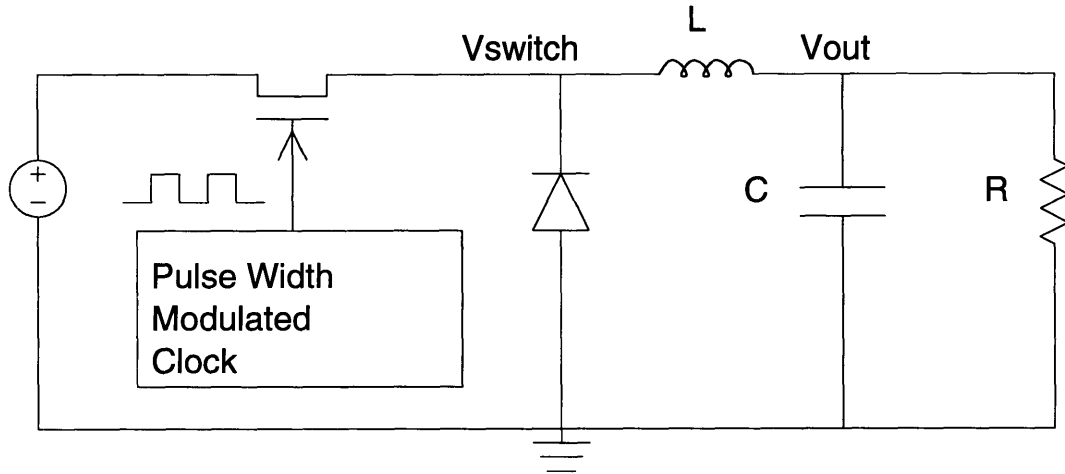 L
Vswitch
Vout
+
−
C
R
Pulse Width
Modulated
Clock